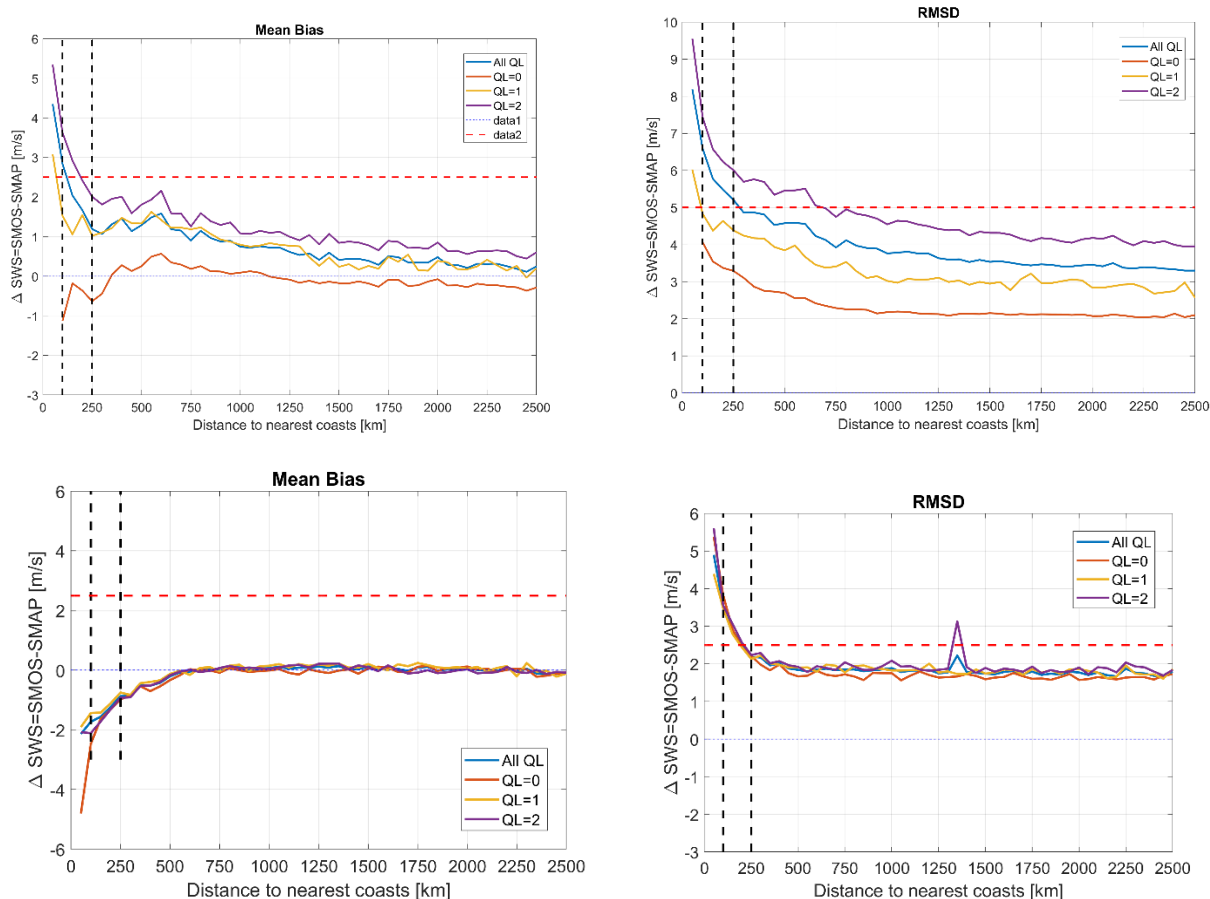 Mean Bias
Δ SWS=SMOS-SMAP [m/s]
6
5
4
3
2
1
0
-1
-2
-3
All QL
QL=0
QL=1
QL=2
data1
data2
0 250 500 750 1000 1250 1500 1750 2000 2250 2500
Distance to nearest coasts [km]
RMSD
Δ SWS=SMOS-SMAP [m/s]
10
9
8
7
6
5
4
3
2
1
0
All QL
QL=0
QL=1
QL=2
0 250 500 750 1000 1250 1500 1750 2000 2250 2500
Distance to nearest coasts [km]
Mean Bias
Δ SWS=SMOS-SMAP [m/s]
6
4
2
0
-2
-4
-6
All QL
QL=0
QL=1
QL=2
0 250 500 750 1000 1250 1500 1750 2000 2250 2500
Distance to nearest coasts [km]
RMSD
Δ SWS=SMOS-SMAP [m/s]
6
5
4
3
2
1
0
-1
-2
-3
All QL
QL=0
QL=1
QL=2
0 250 500 750 1000 1250 1500 1750 2000 2250 2500
Distance to nearest coasts [km]